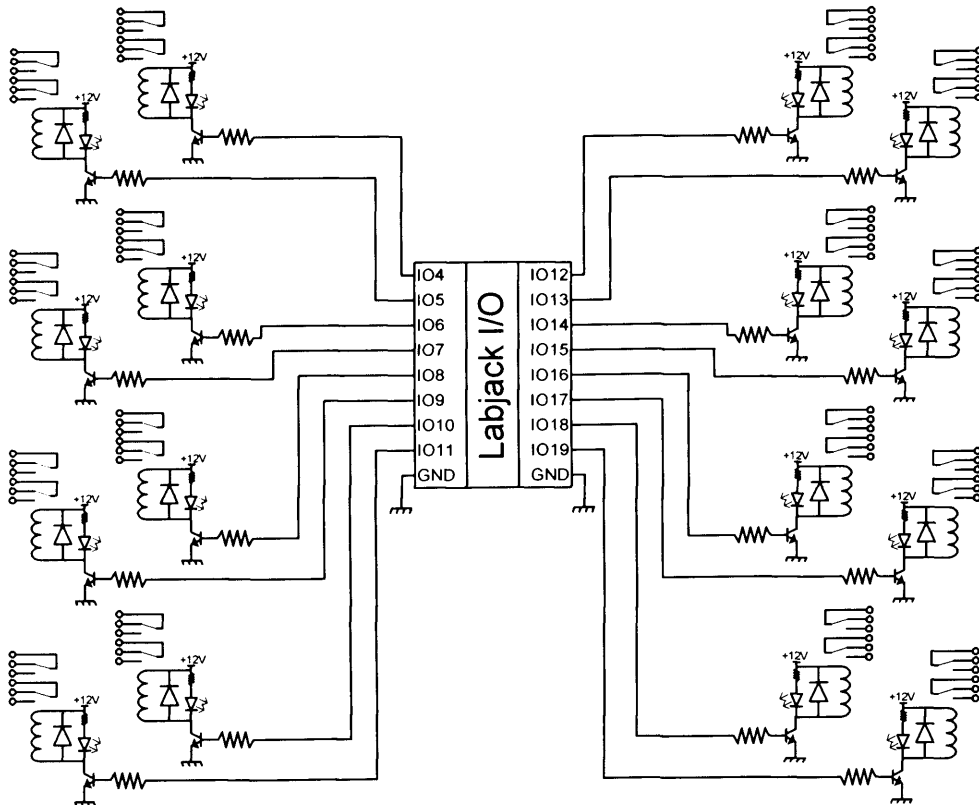 +12V
+12V
+12V
+12V
+12V
+12V
+12V
+12V
IO4
IO5
IO6
IO7
IO8
IO9
IO10
IO11
GND
Labjack I/O
IO12
IO13
IO14
IO15
IO16
IO17
IO18
IO19
GND
+12V
+12V
+12V
+12V
+12V
+12V
+12V
+12V